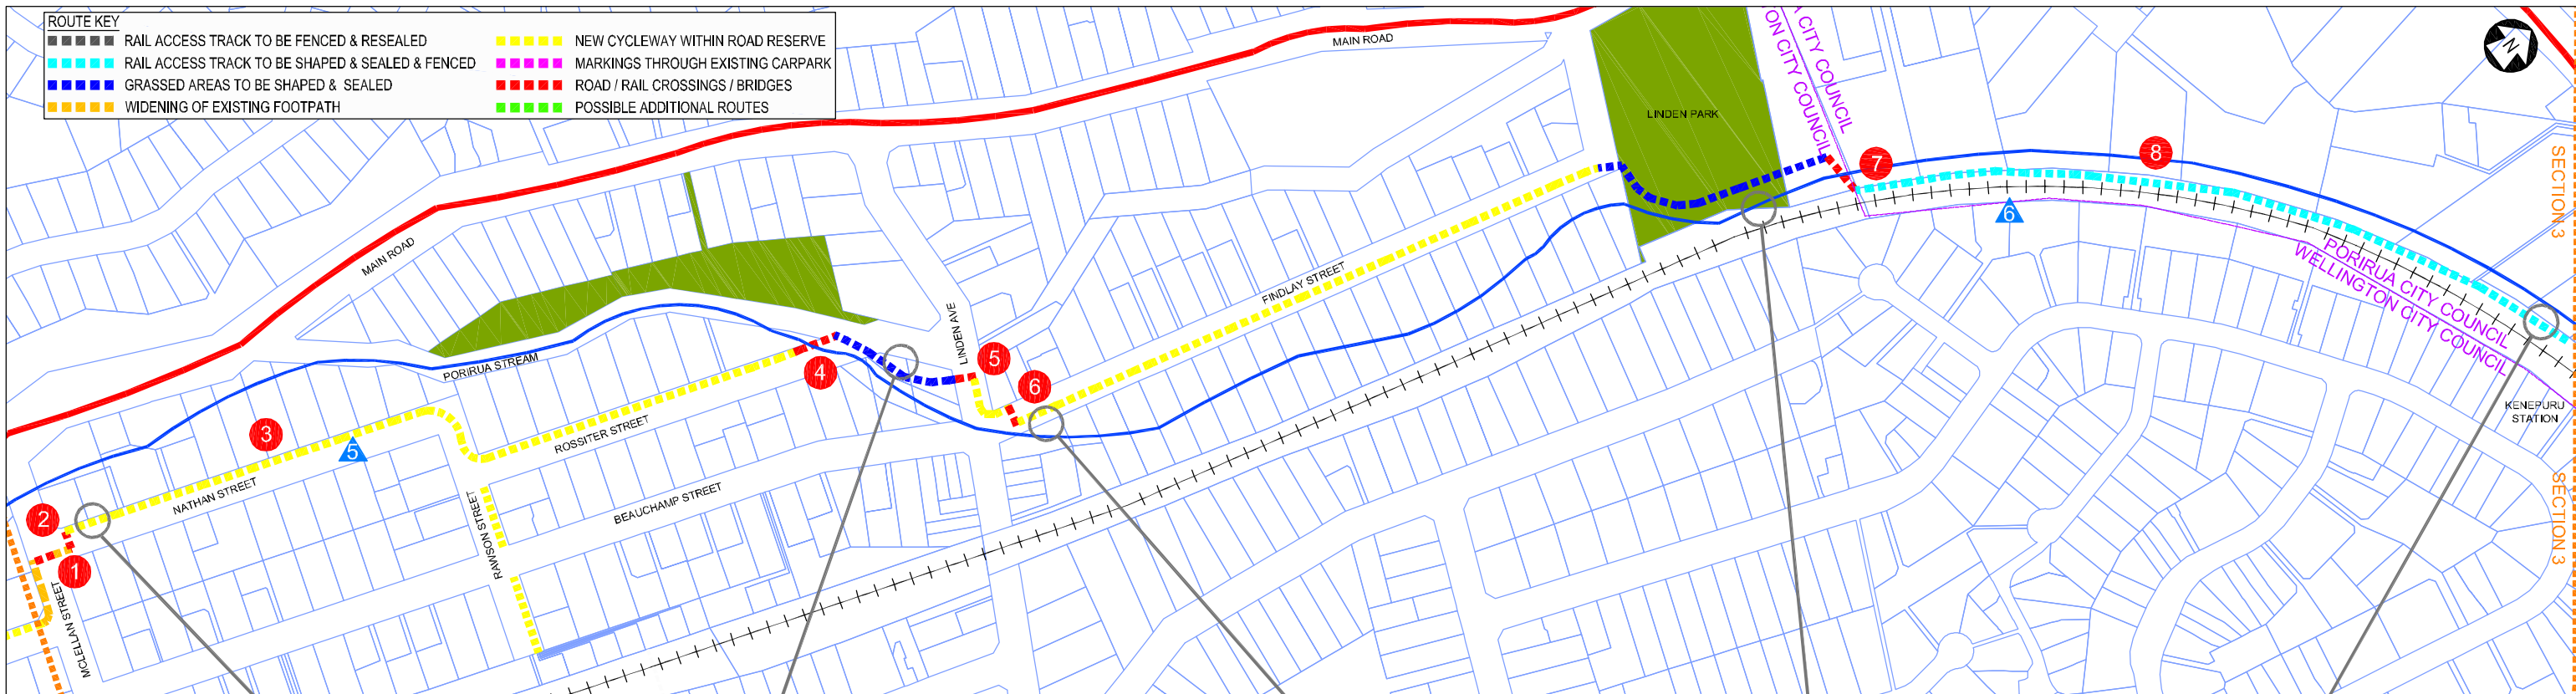 ROUTE KEY
RAIL ACCESS TRACK TO BE FENCED & RESEALED
RAIL ACCESS TRACK TO BE SHAPED & SEALED & FENCED
GRASSED AREAS TO BE SHAPED & SEALED
WIDENING OF EXISTING FOOTPATH
NEW CYCLEWAY WITHIN ROAD RESERVE
MARKINGS THROUGH EXISTING CARPARK
ROAD / RAIL CROSSINGS / BRIDGES
POSSIBLE ADDITIONAL ROUTES
MAIN ROAD
A CITY COUNCIL
ON CITY COUNCIL
N
LINDEN PARK
7
8
SECTION 3
6
MAIN ROAD
PORIRUA CITY COUNCIL
WELLINGTON CITY COUNCIL
FINDLAY STREET
LINDEN AVE
PORIRUA STREAM
4
5
6
KENEPURU
STATION
3
5
ROSSITER STREET
NATHAN STREET
BEAUCHAMP STREET
RAWSON STREET
2
1
MCLELLAN STREET
SECTION 3